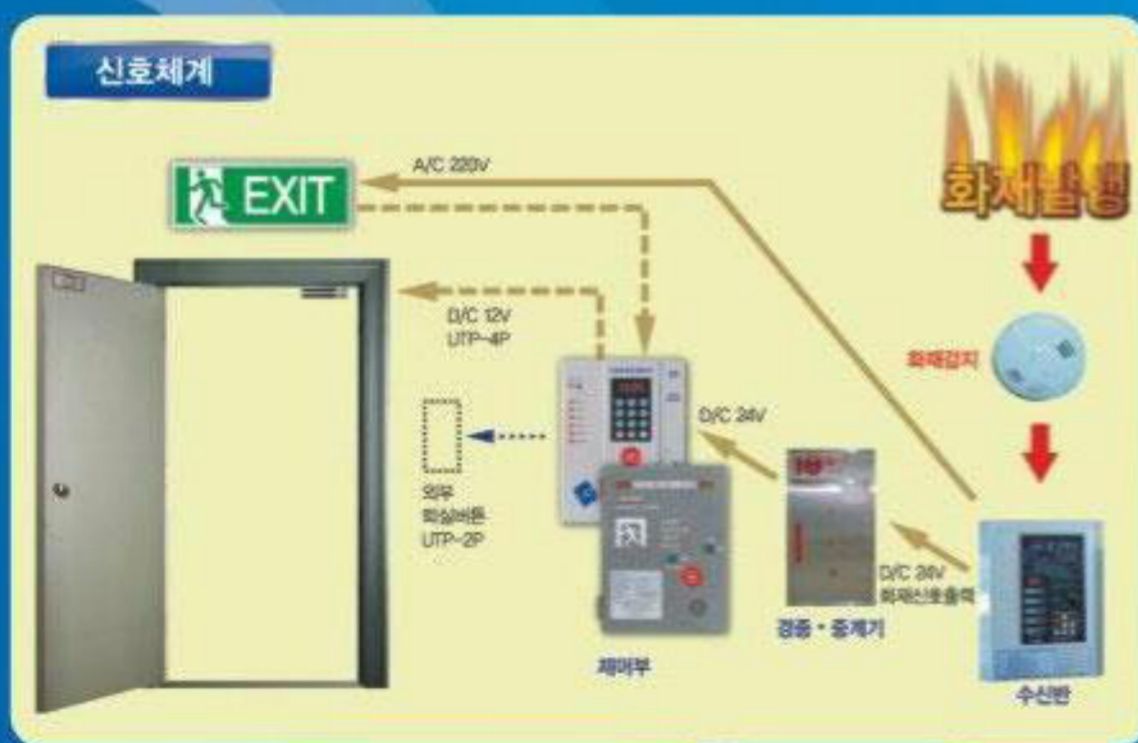 신호체계
A/C 220V
화재발생
EXIT
D/C 12V
UTP-4P
화재감지
D/C 24V
외부
퇴실버튼
UTP-2P
D/C 24V
화재신호출력
경종・중계기
제어부
수신반